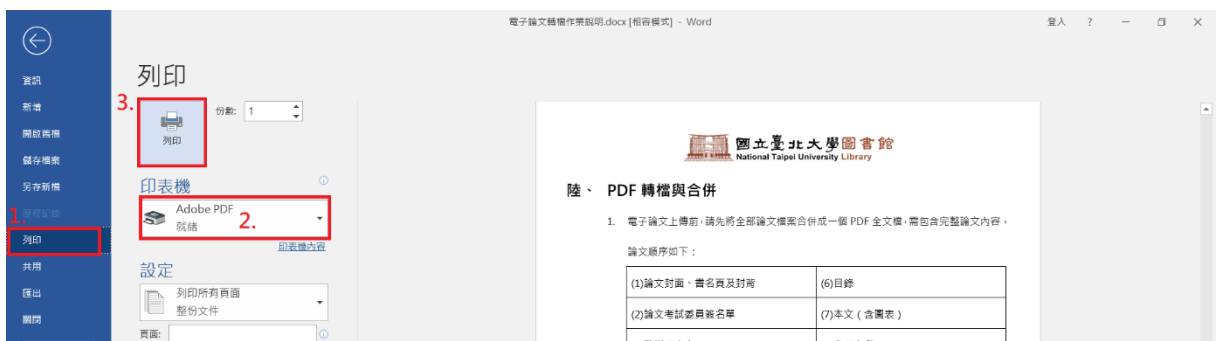 電子論文轉檔作業說明.docx [相容模式] - Word
登入 ?
資訊
新增
開啟舊檔
儲存檔案
另存新檔
1.
列印
共用
匯出
關閉
列印
3.
列印
份數: 1
印表機
Adobe PDF
就緒
2.
印表機內容
設定
列印所有頁面
整份文件
頁面:
國立臺北大學圖書館
National Taipei University Library
陸、 PDF 轉檔與合併
1. 電子論文上傳前,請先將全部論文檔案合併成一個 PDF 全文檔,需包含完整論文內容,
論文順序如下:
(1)論文封面、書名頁及封背 (6)目錄
(2)論文考試委員簽名單 (7)本文(含圖表)